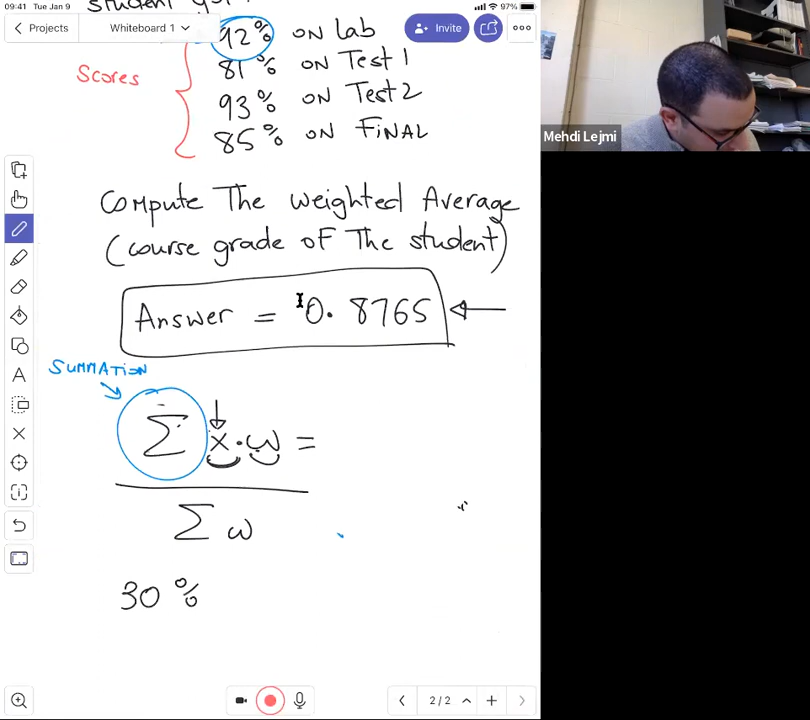 09:41 Tue Jan 9
97%
Projects
Whiteboard 1
Invite
Student got:
92% ON Lab
Scores
81% ON Test 1
93% ON Test 2
85% ON FiNAL
Mehdi Lejmi
Compute The Weighted Average
(course grade of The student)
Answer = 0.8765
SUMMATiON
Σ x·ω =
Σ ω
30 %
A
2/2